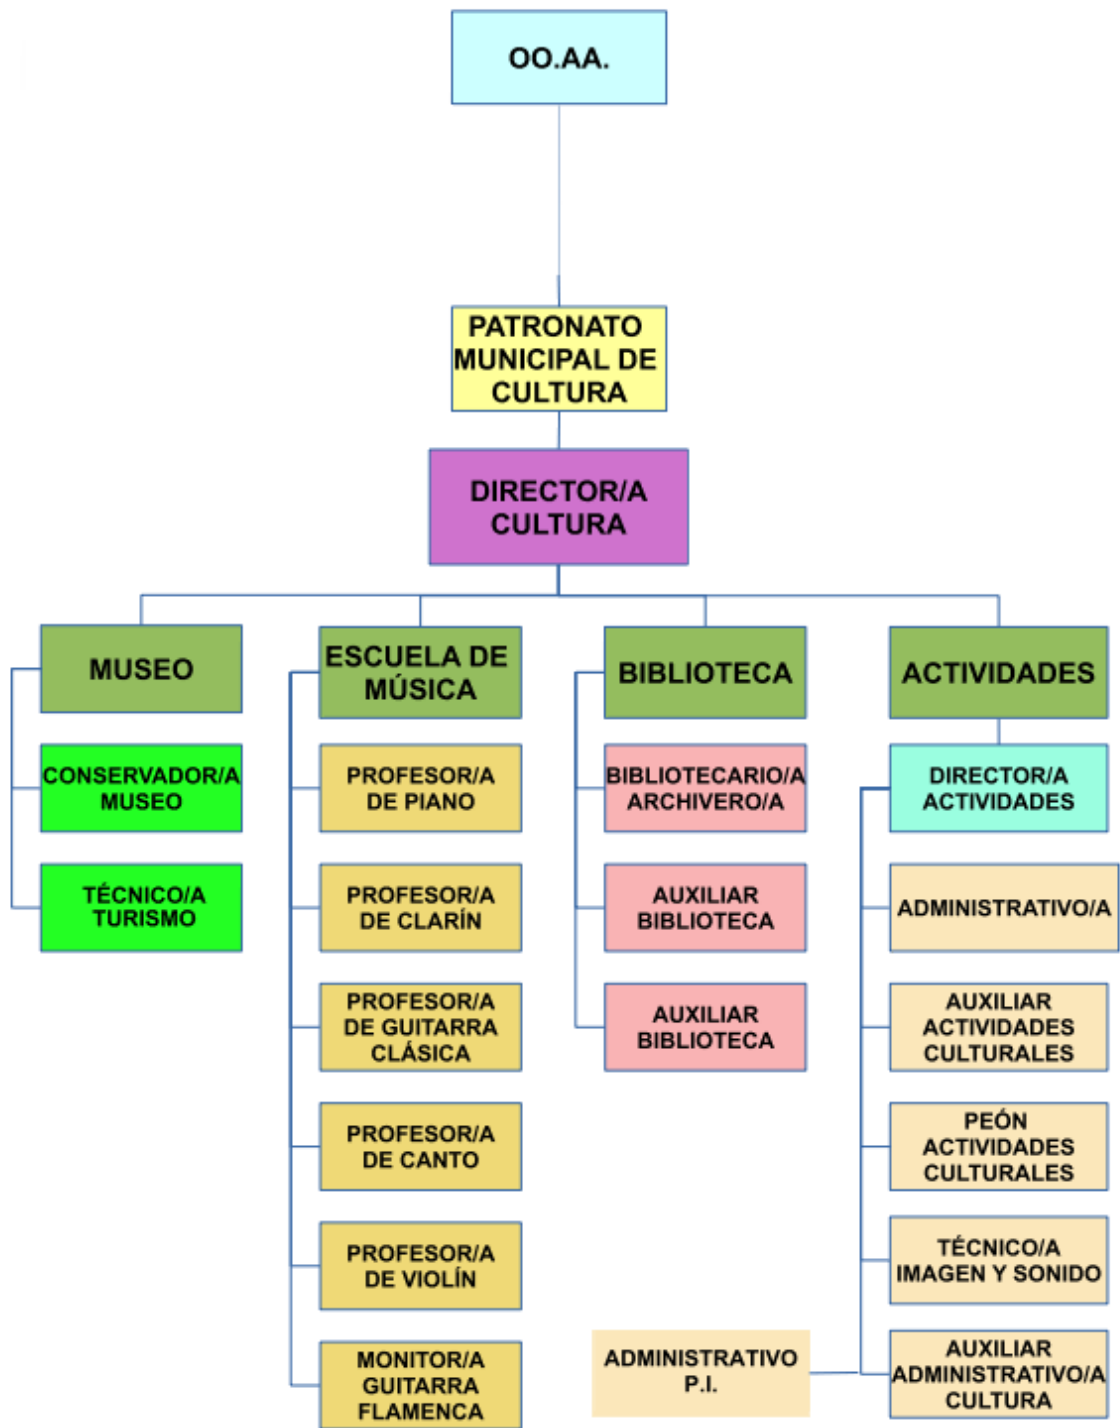 OO.AA.
PATRONATO
MUNICIPAL DE
CULTURA
DIRECTOR/A
CULTURA
MUSEO
CONSERVADOR/A
MUSEO
TÉCNICO/A
TURISMO
ESCUELA DE
MÚSICA
PROFESOR/A
DE PIANO
PROFESOR/A
DE CLARÍN
PROFESOR/A
DE GUITARRA
CLÁSICA
PROFESOR/A
DE CANTO
PROFESOR/A
DE VIOLÍN
MONITOR/A
GUITARRA
FLAMENCA
BIBLIOTECA
BIBLIOTECARIO/A
ARCHIVERO/A
AUXILIAR
BIBLIOTECA
AUXILIAR
BIBLIOTECA
ACTIVIDADES
DIRECTOR/A
ACTIVIDADES
ADMINISTRATIVO/A
AUXILIAR
ACTIVIDADES
CULTURALES
PEÓN
ACTIVIDADES
CULTURALES
TÉCNICO/A
IMAGEN Y SONIDO
ADMINISTRATIVO
P.I.
AUXILIAR
ADMINISTRATIVO/A
CULTURA